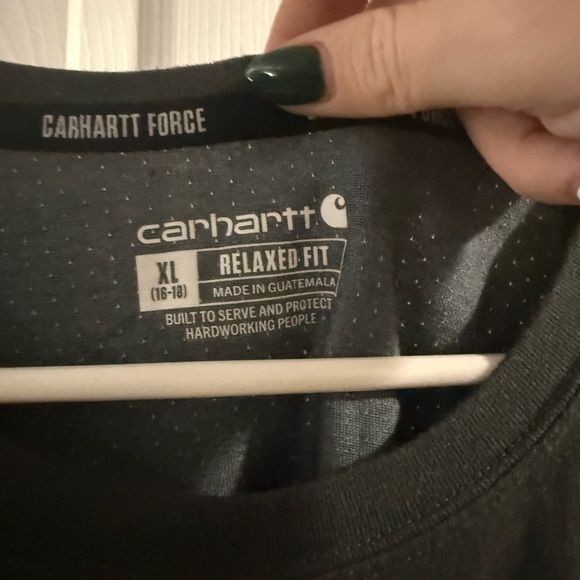 CARHARTT FORCE
carhartt
XL
(16-18)
RELAXED FIT
MADE IN GUATEMALA
BUILT TO SERVE AND PROTECT
HARDWORKING PEOPLE